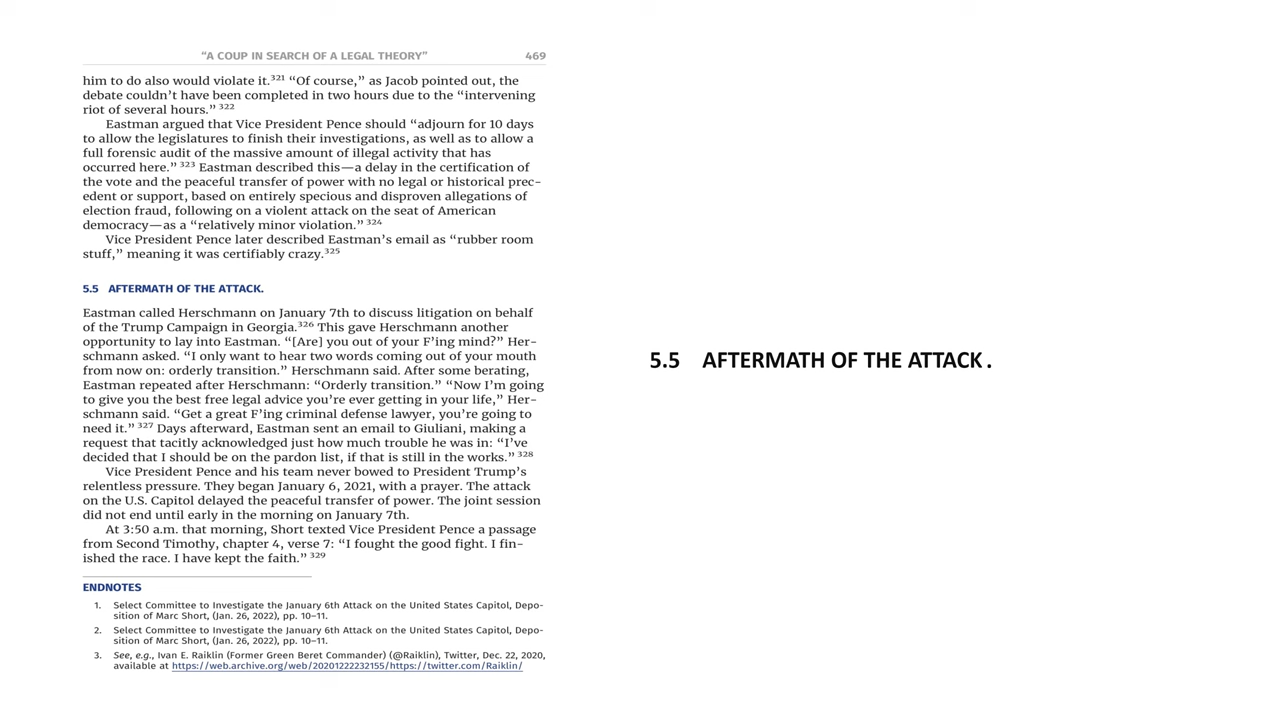 “A COUP IN SEARCH OF A LEGAL THEORY” 469
him to do also would violate it.321 “Of course,” as Jacob pointed out, the
debate couldn’t have been completed in two hours due to the “intervening
riot of several hours.” 322
Eastman argued that Vice President Pence should “adjourn for 10 days
to allow the legislatures to finish their investigations, as well as to allow a
full forensic audit of the massive amount of illegal activity that has
occurred here.” 323 Eastman described this—a delay in the certification of
the vote and the peaceful transfer of power with no legal or historical prec-
edent or support, based on entirely specious and disproven allegations of
election fraud, following on a violent attack on the seat of American
democracy—as a “relatively minor violation.” 324
Vice President Pence later described Eastman’s email as “rubber room
stuff,” meaning it was certifiably crazy.325
5.5 AFTERMATH OF THE ATTACK.
Eastman called Herschmann on January 7th to discuss litigation on behalf
of the Trump Campaign in Georgia.326 This gave Herschmann another
opportunity to lay into Eastman. “[Are] you out of your F’ing mind?” Her-
schmann asked. “I only want to hear two words coming out of your mouth
from now on: orderly transition.” Herschmann said. After some berating,
Eastman repeated after Herschmann: “Orderly transition.” “Now I’m going
to give you the best free legal advice you’re ever getting in your life,” Her-
schmann said. “Get a great F’ing criminal defense lawyer, you’re going to
need it.” 327 Days afterward, Eastman sent an email to Giuliani, making a
request that tacitly acknowledged just how much trouble he was in: “I’ve
decided that I should be on the pardon list, if that is still in the works.” 328
Vice President Pence and his team never bowed to President Trump’s
relentless pressure. They began January 6, 2021, with a prayer. The attack
on the U.S. Capitol delayed the peaceful transfer of power. The joint session
did not end until early in the morning on January 7th.
At 3:50 a.m. that morning, Short texted Vice President Pence a passage
from Second Timothy, chapter 4, verse 7: “I fought the good fight. I fin-
ished the race. I have kept the faith.” 329
ENDNOTES
1. Select Committee to Investigate the January 6th Attack on the United States Capitol, Depo-
sition of Marc Short, (Jan. 26, 2022), pp. 10–11.
2. Select Committee to Investigate the January 6th Attack on the United States Capitol, Depo-
sition of Marc Short, (Jan. 26, 2022), pp. 10–11.
3. See, e.g., Ivan E. Raiklin (Former Green Beret Commander) (@Raiklin), Twitter, Dec. 22, 2020,
available at https://web.archive.org/web/20201222232155/https://twitter.com/Raiklin/
5.5 AFTERMATH OF THE ATTACK .